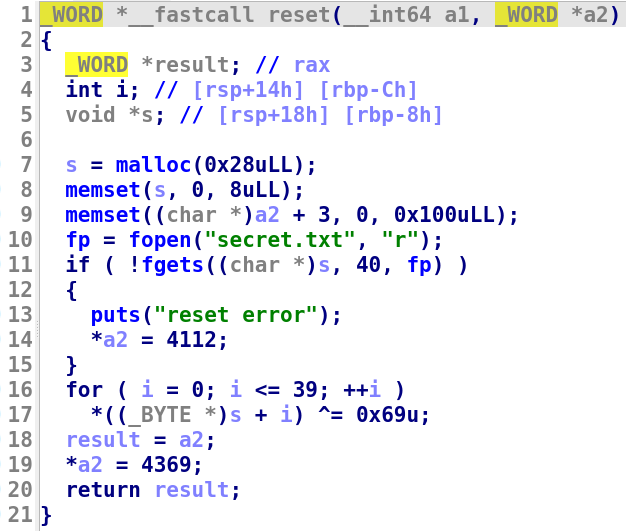 1 _WORD *__fastcall reset(__int64 a1, _WORD *a2)
2 {
3 _WORD *result; // rax
4 int i; // [rsp+14h] [rbp-Ch]
5 void *s; // [rsp+18h] [rbp-8h]
6
7 s = malloc(0x28uLL);
8 memset(s, 0, 8uLL);
9 memset((char *)a2 + 3, 0, 0x100uLL);
10 fp = fopen("secret.txt", "r");
11 if ( !fgets((char *)s, 40, fp) )
12 {
13 puts("reset error");
14 *a2 = 4112;
15 }
16 for ( i = 0; i <= 39; ++i )
17 *((_BYTE *)s + i) ^= 0x69u;
18 result = a2;
19 *a2 = 4369;
20 return result;
21 }